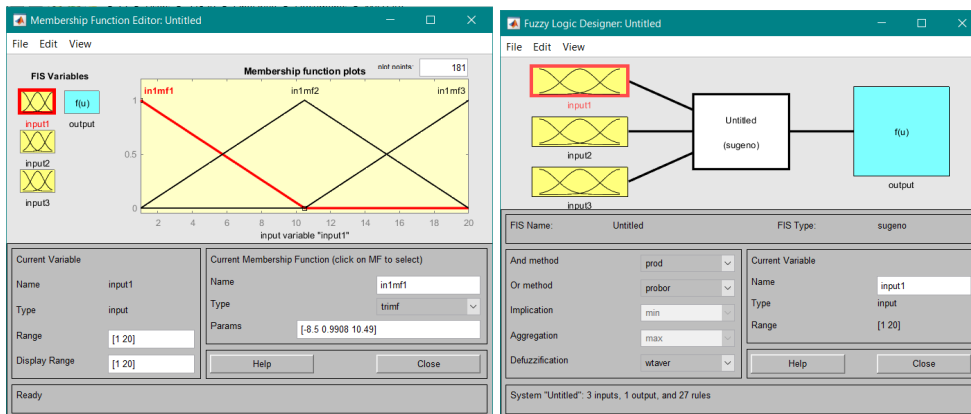 Membership Function Editor: Untitled
File Edit View
FIS Variables
Membership function plots
plot points: 181
f(u)
input1 output
input2
input3
in1mf1 in1mf2 in1mf3
1
0.5
0
2 4 6 8 10 12 14 16 18 20
input variable "input1"
Current Variable
Name input1
Type input
Range [1 20]
Display Range [1 20]
Current Membership Function (click on MF to select)
Name in1mf1
Type trimf
Params [-8.5 0.9908 10.49]
Help Close
Ready
Fuzzy Logic Designer: Untitled
File Edit View
input1
input2
input3
Untitled
(sugeno)
f(u)
output
FIS Name: Untitled FIS Type: sugeno
And method prod
Or method probor
Implication min
Aggregation max
Defuzzification wtaver
Current Variable
Name input1
Type input
Range [1 20]
Help Close
System "Untitled": 3 inputs, 1 output, and 27 rules